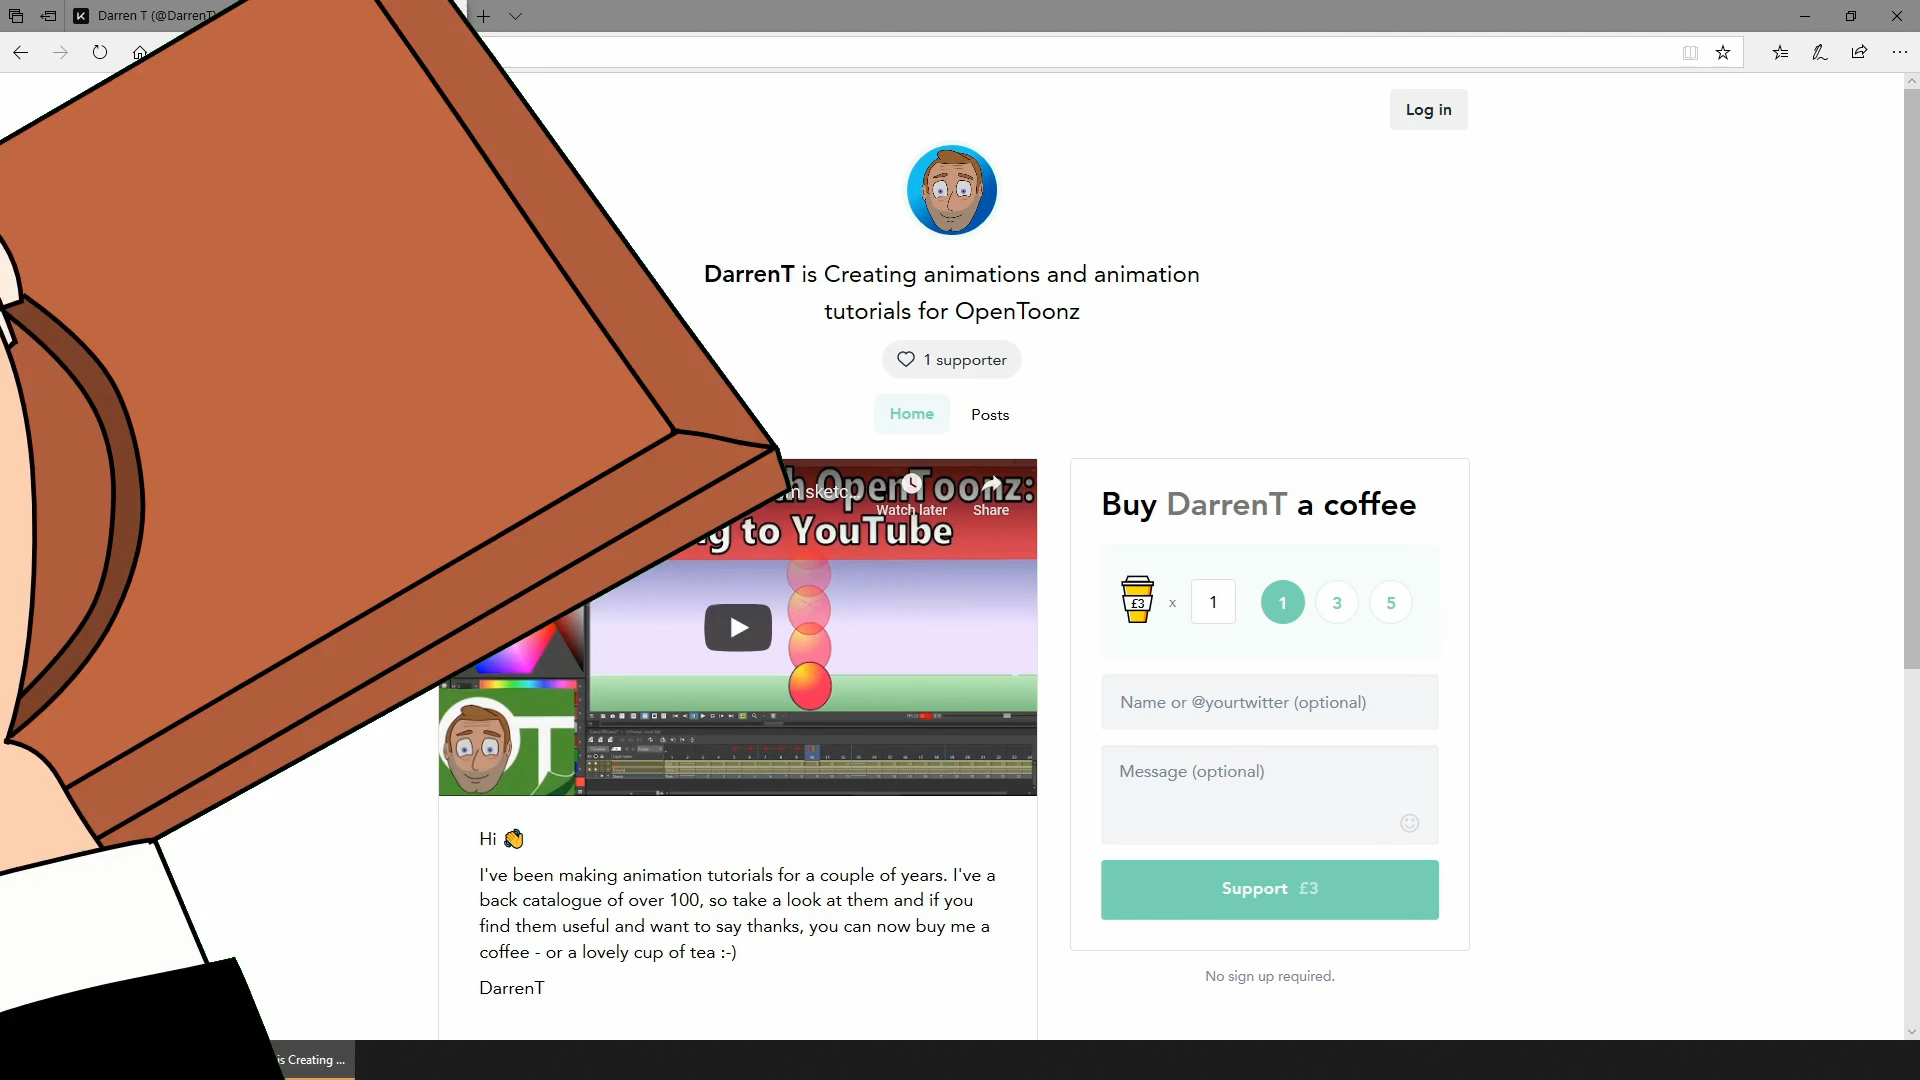 Darren T (@DarrenT)
Log in
DarrenT is Creating animations and animation
tutorials for OpenToonz
1 supporter
Home Posts
sketc...
OpenToonz:
Watch later Share
to YouTube
Buy DarrenT a coffee
£3 x 1 1 3 5
Name or @yourtwitter (optional)
Message (optional)
Support £3
No sign up required.
Hi
I've been making animation tutorials for a couple of years. I've a
back catalogue of over 100, so take a look at them and if you
find them useful and want to say thanks, you can now buy me a
coffee - or a lovely cup of tea :-)
DarrenT
is Creating ...